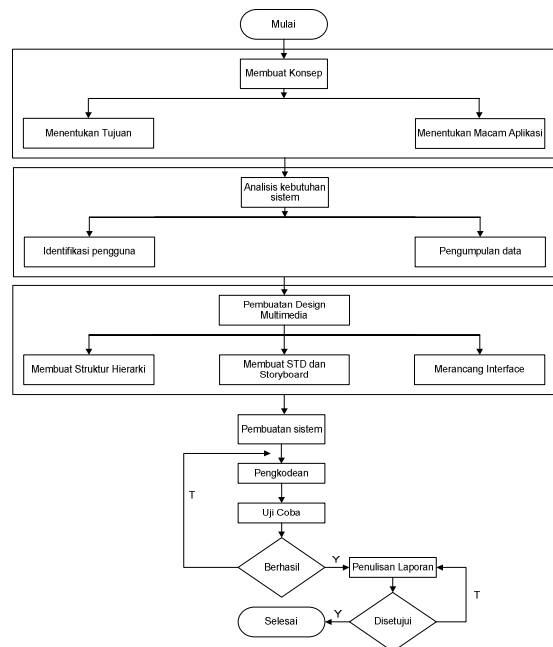 Mulai
Membuat Konsep
Menentukan Tujuan
Menentukan Macam Aplikasi
Analisis kebutuhan
sistem
Identifikasi pengguna
Pengumpulan data
Pembuatan Design
Multimedia
Membuat Struktur Hierarki
Membuat STD dan
Storyboard
Merancang Interface
Pembuatan sistem
Pengkodean
T
Uji Coba
Berhasil
Y
Penulisan Laporan
T
Selesai
Y
Disetujui